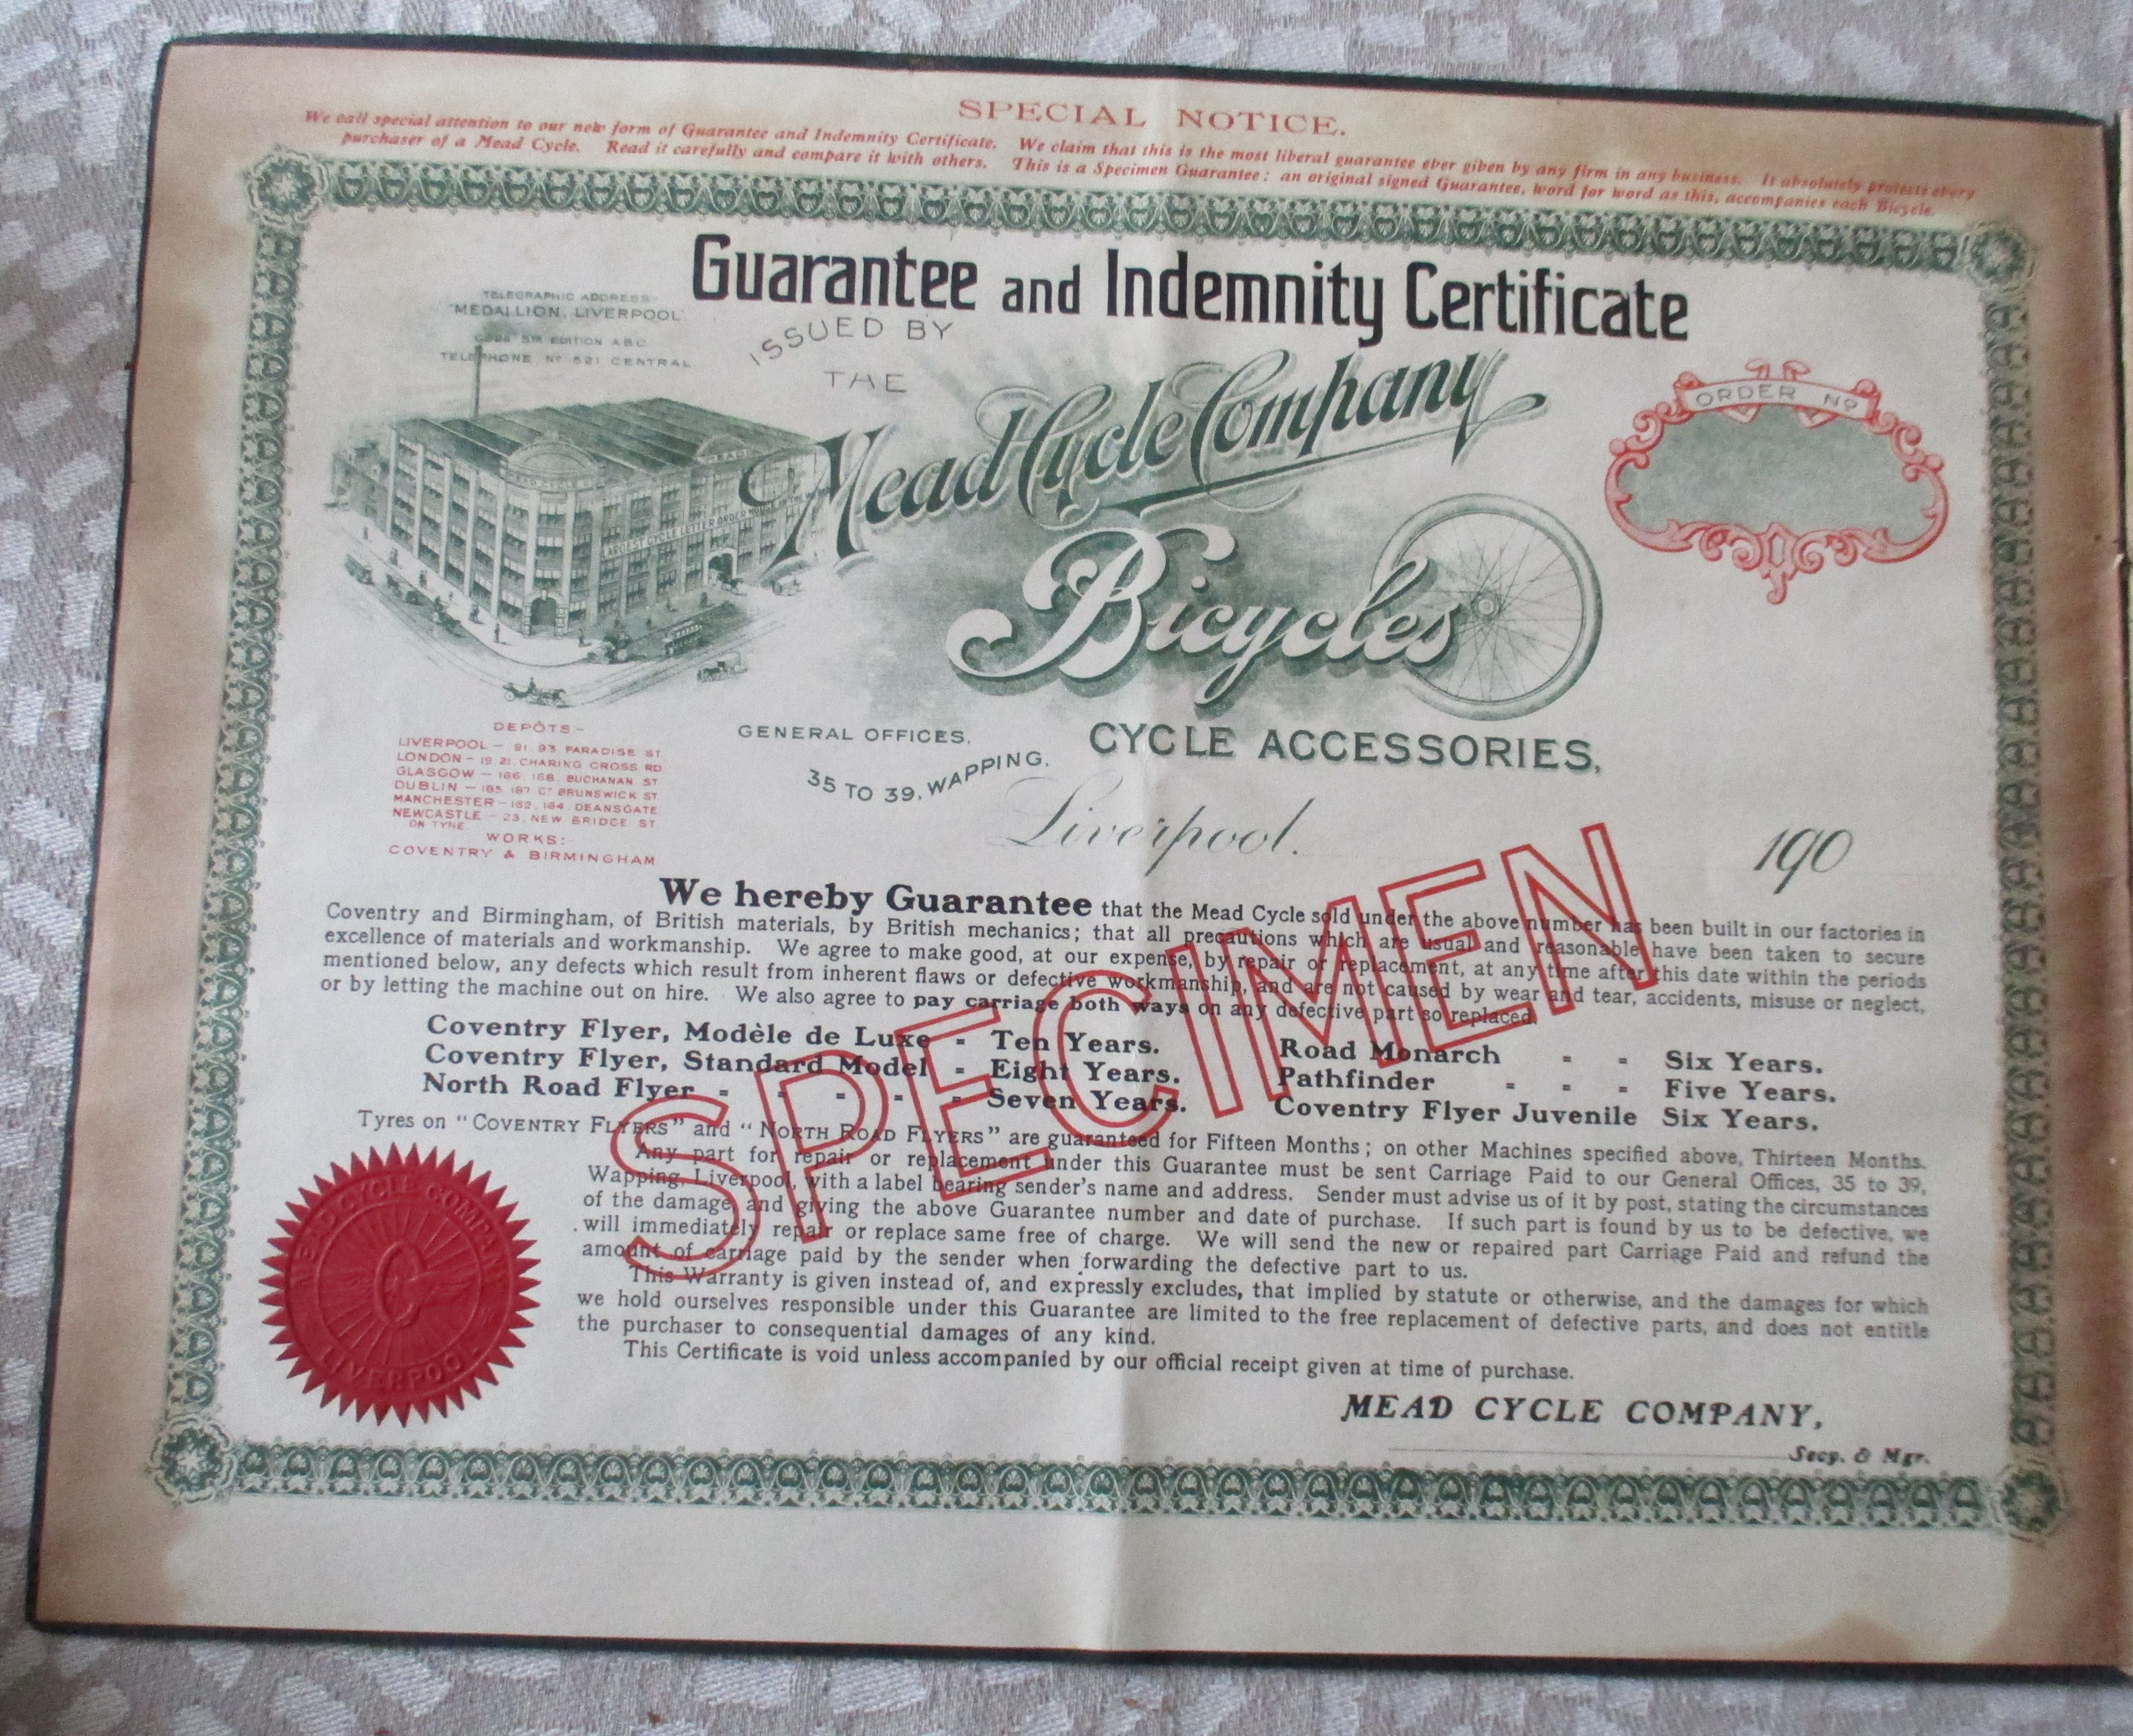 SPECIAL NOTICE.
We call special attention to our new form of Guarantee and Indemnity Certificate. We claim that this is the most liberal guarantee ever given by any firm in any business. It absolutely protects every
purchaser of a Mead Cycle. Read it carefully and compare it with others. This is a Specimen Guarantee; an original signed Guarantee, word for word as this, accompanies each Bicycle.
Guarantee and Indemnity Certificate
TELEGRAPHIC ADDRESS:
"MEDALLION, LIVERPOOL"
CODE 5TH EDITION ABC
TELEPHONE No 521 CENTRAL
ISSUED BY
THE
Mead Cycle Company
ORDER No
MEAD
MEAD CYCLE Co
LARGEST CYCLE LETTER ORDER HOUSE
Bicycles
CYCLE ACCESSORIES,
GENERAL OFFICES,
35 TO 39, WAPPING,
Liverpool.
190
DEPÔTS:-
LIVERPOOL - 91 93 PARADISE ST
LONDON - 19 21 CHARING CROSS RD
GLASGOW - 166, 168, BUCHANAN ST
DUBLIN - 185 187 GT BRUNSWICK ST
MANCHESTER - 162, 164, DEANSGATE
NEWCASTLE - 23, NEW BRIDGE ST
ON TYNE
WORKS:
COVENTRY & BIRMINGHAM
SPECIMEN
We hereby Guarantee that the Mead Cycle sold under the above number has been built in our factories in
Coventry and Birmingham, of British materials, by British mechanics; that all precautions which are usual and reasonable have been taken to secure
excellence of materials and workmanship. We agree to make good, at our expense, by repair or replacement, at any time after this date within the periods
mentioned below, any defects which result from inherent flaws or defective workmanship, and are not caused by wear and tear, accidents, misuse or neglect,
or by letting the machine out on hire. We also agree to pay carriage both ways on any defective part so replaced.
Coventry Flyer, Modèle de Luxe - Ten Years.
Coventry Flyer, Standard Model - Eight Years.
North Road Flyer - - - - - Seven Years.
Road Monarch - - Six Years.
Pathfinder - - - Five Years.
Coventry Flyer Juvenile Six Years.
Tyres on "COVENTRY FLYERS" and "NORTH ROAD FLYERS" are guaranteed for Fifteen Months; on other Machines specified above, Thirteen Months.
Any part for repair or replacement under this Guarantee must be sent Carriage Paid to our General Offices, 35 to 39,
Wapping, Liverpool, with a label bearing sender's name and address. Sender must advise us of it by post, stating the circumstances
of the damage, and giving the above Guarantee number and date of purchase. If such part is found by us to be defective, we
will immediately repair or replace same free of charge. We will send the new or repaired part Carriage Paid and refund the
amount of carriage paid by the sender when forwarding the defective part to us.
This Warranty is given instead of, and expressly excludes, that implied by statute or otherwise, and the damages for which
we hold ourselves responsible under this Guarantee are limited to the free replacement of defective parts, and does not entitle
the purchaser to consequential damages of any kind.
This Certificate is void unless accompanied by our official receipt given at time of purchase.
MEAD CYCLE COMPANY
LIVERPOOL
MEAD CYCLE COMPANY,
Secy. & Mgr.